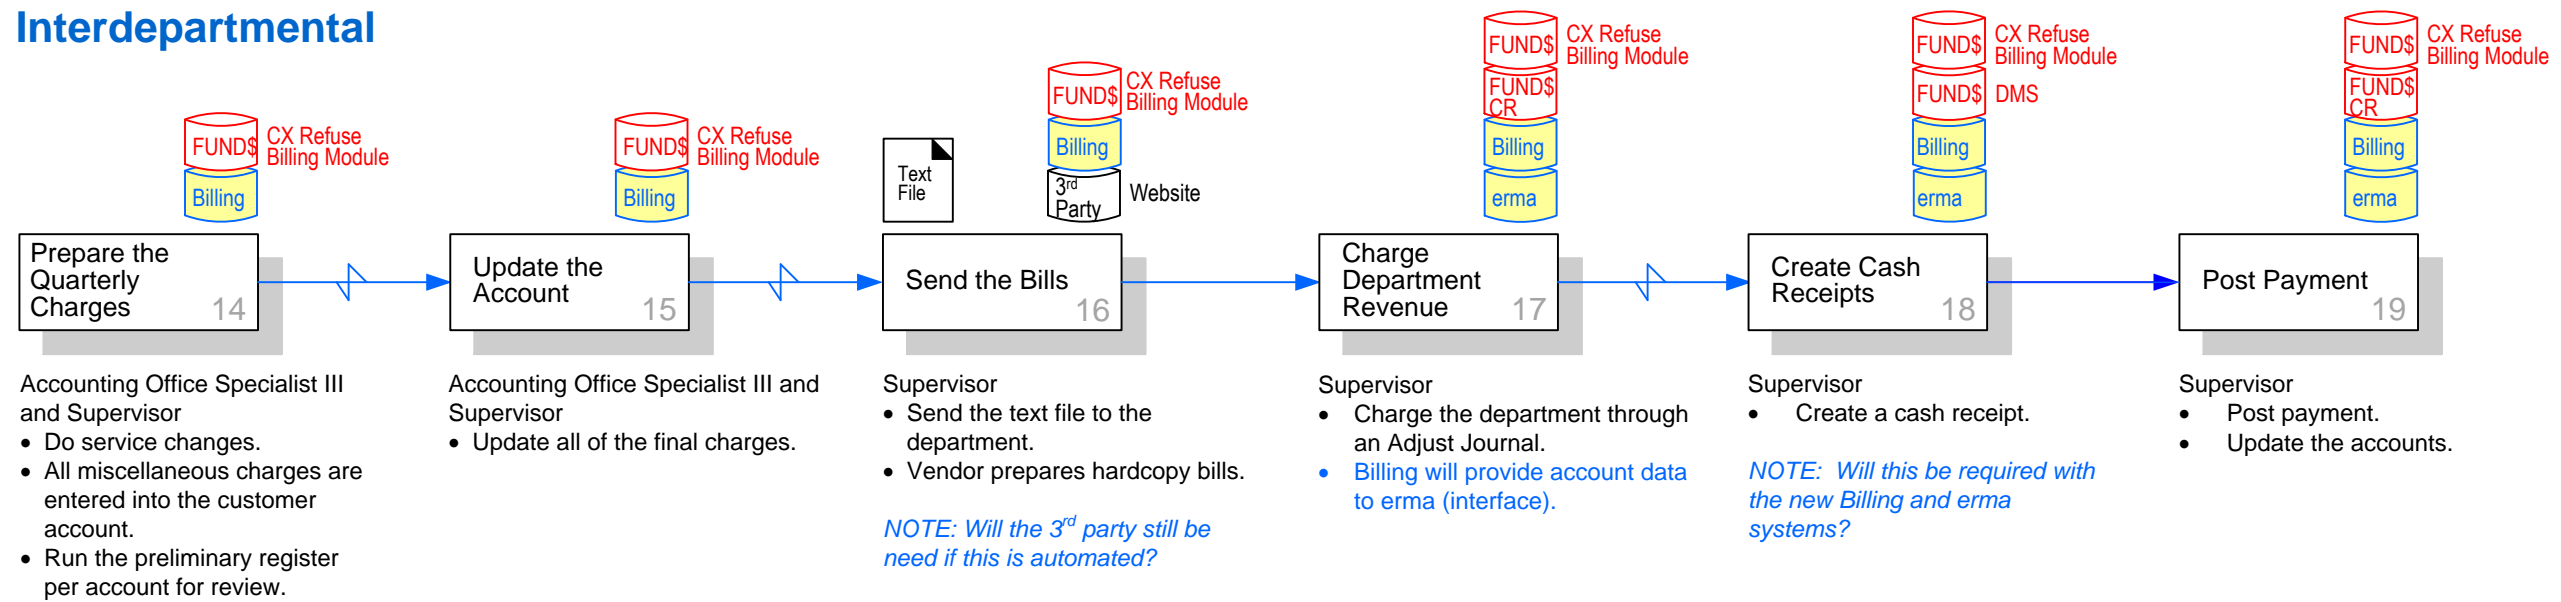 Interdepartmental
FUND$
CX Refuse
Billing Module
Billing
Prepare the
Quarterly
Charges
14
Accounting Office Specialist III
and Supervisor
• Do service changes.
• All miscellaneous charges are
entered into the customer
account.
• Run the preliminary register
per account for review.
FUND$
CX Refuse
Billing Module
Billing
Update the
Account
15
Accounting Office Specialist III and
Supervisor
• Update all of the final charges.
Text
File
FUND$
CX Refuse
Billing Module
Billing
3rd
Party
Website
Send the Bills
16
Supervisor
• Send the text file to the
department.
• Vendor prepares hardcopy bills.
NOTE: Will the 3rd party still be
need if this is automated?
FUND$
CX Refuse
Billing Module
FUND$
CR
Billing
erma
Charge
Department
Revenue
17
Supervisor
• Charge the department through
an Adjust Journal.
• Billing will provide account data
to erma (interface).
FUND$
CX Refuse
Billing Module
FUND$
DMS
Billing
erma
Create Cash
Receipts
18
Supervisor
• Create a cash receipt.
NOTE: Will this be required with
the new Billing and erma
systems?
FUND$
CX Refuse
Billing Module
FUND$
CR
Billing
erma
Post Payment
19
Supervisor
• Post payment.
• Update the accounts.